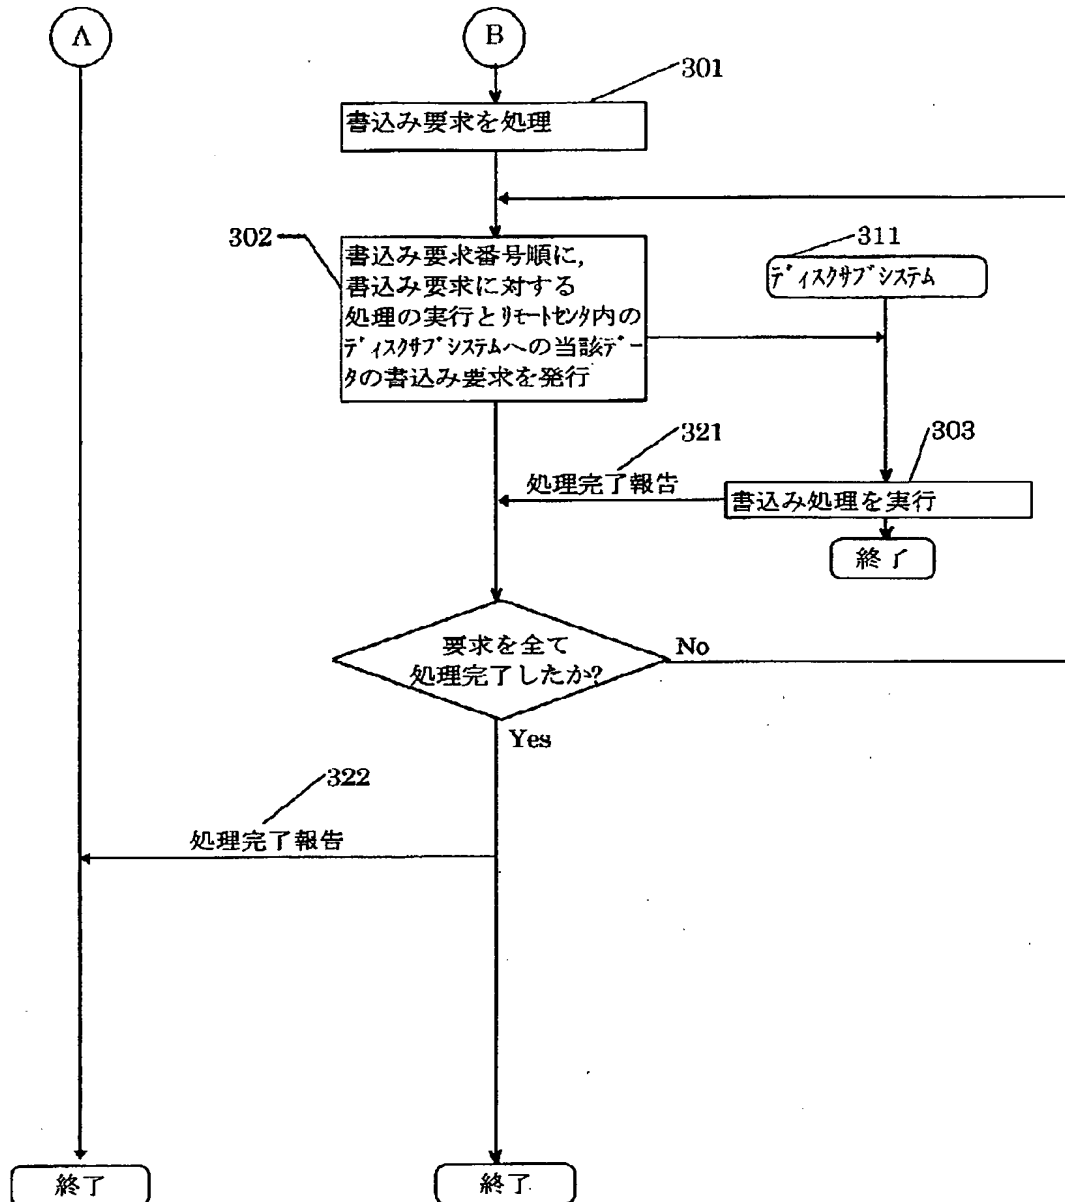 A
B
301
書込み要求を処理
302
書込み要求番号順に,
書込み要求に対する
処理の実行とリモートセンタ内の
ディスクサブシステムへの当該デー
タの書込み要求を発行
311
ディスクサブシステム
321
処理完了報告
303
書込み処理を実行
終了
要求を全て
処理完了したか?
No
Yes
322
処理完了報告
終了
終了